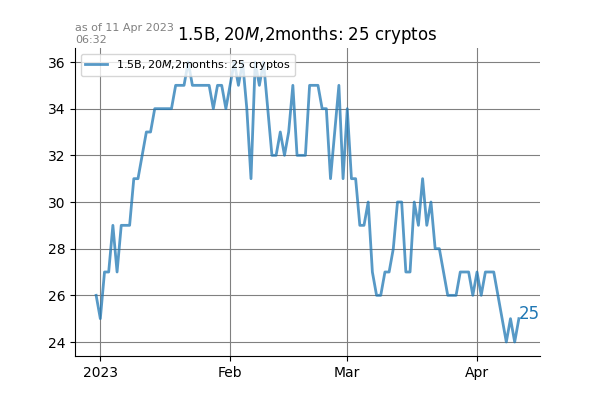 as of 11 Apr 2023
06:32
1.5B, 20M,2months: 25 cryptos
1.5B, 20M,2months: 25 cryptos
36
34
32
30
28
26
24
25
2023
Feb
Mar
Apr